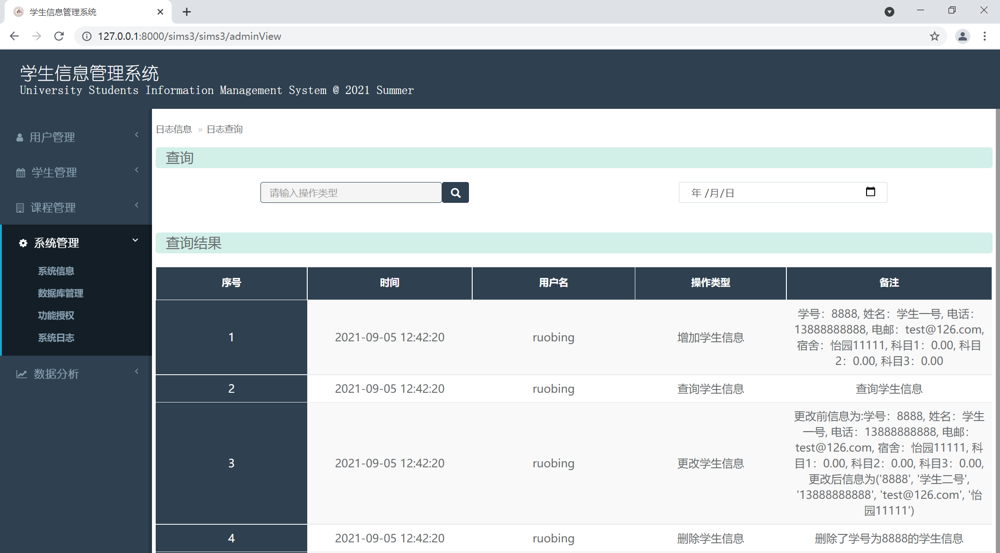 学生信息管理系统
127.0.0.1:8000/sims3/sims3/adminView
学生信息管理系统
University Students Information Management System @ 2021 Summer
用户管理
学生管理
课程管理
系统管理
系统信息
数据库管理
功能授权
系统日志
数据分析
日志信息 » 日志查询
查询
请输入操作类型
年 /月/日
查询结果
序号 时间 用户名 操作类型 备注
1 2021-09-05 12:42:20 ruobing 增加学生信息
学号：8888, 姓名：学生一号, 电话：
13888888888, 电邮：test@126.com,
宿舍：怡园11111, 科目1：0.00, 科目
2：0.00, 科目3：0.00
2 2021-09-05 12:42:20 ruobing 查询学生信息 查询学生信息
3 2021-09-05 12:42:20 ruobing 更改学生信息
更改前信息为:学号：8888, 姓名：学生
一号, 电话：13888888888, 电邮：
test@126.com, 宿舍：怡园11111, 科
目1：0.00, 科目2：0.00, 科目3：0.00,
更改后信息为('8888', '学生二号',
'13888888888', 'test@126.com', '怡
园11111')
4 2021-09-05 12:42:20 ruobing 删除学生信息 删除了学号为8888的学生信息